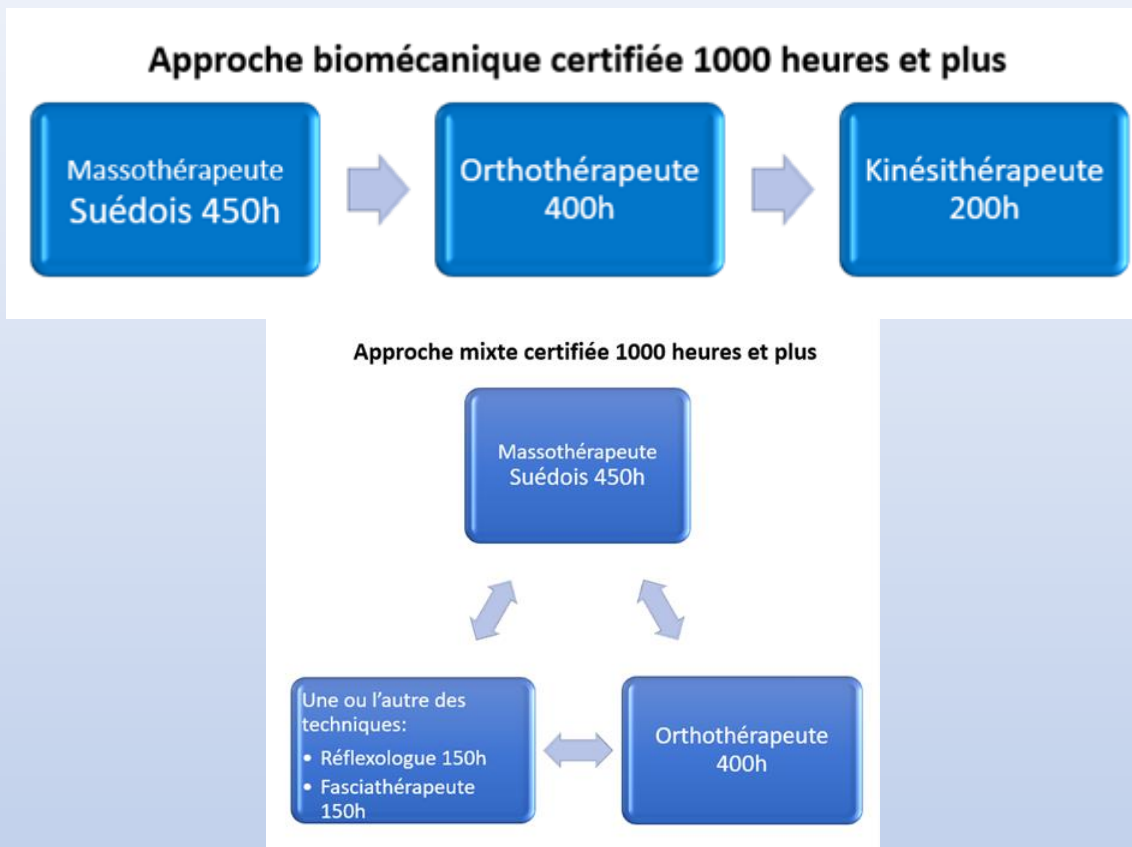 Approche biomécanique certifiée 1000 heures et plus
Massothérapeute
Suédois 450h
Orthothérapeute
400h
Kinésithérapeute
200h
Approche mixte certifiée 1000 heures et plus
Massothérapeute
Suédois 450h
Une ou l'autre des
techniques:
• Réflexologue 150h
• Fasciathérapeute
150h
Orthothérapeute
400h